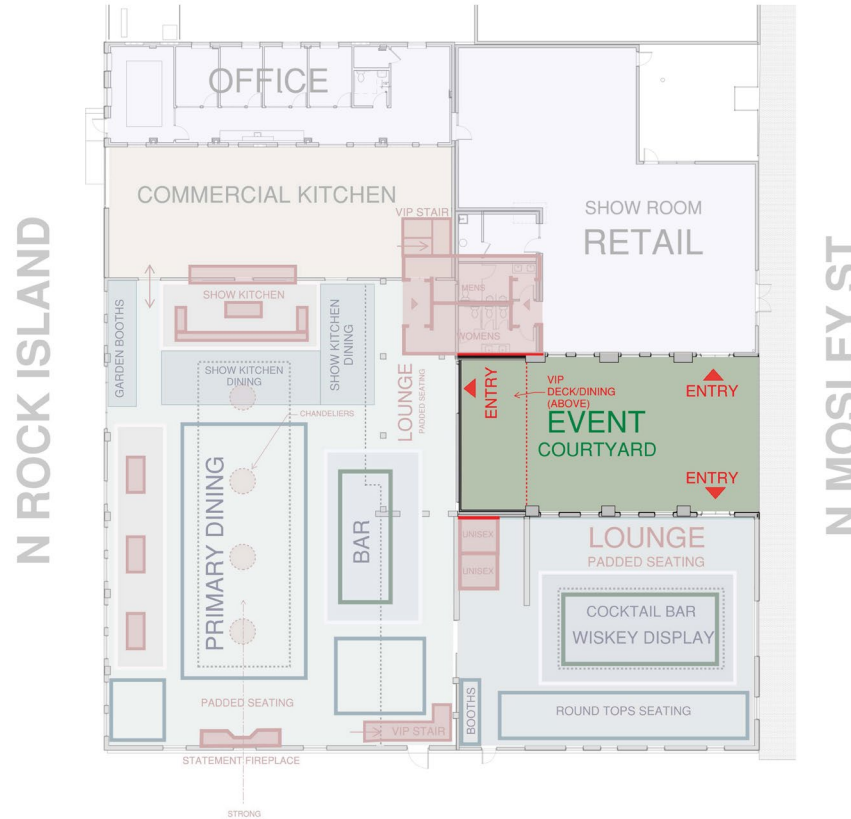 OFFICE
COMMERCIAL KITCHEN
VIP STAIR
SHOW ROOM
RETAIL
N ROCK ISLAND
N MOSLEY ST
MENS
WOMENS
SHOW KITCHEN
GARDEN BOOTHS
SHOW KITCHEN
DINING
SHOW KITCHEN
DINING
CHANDELIERS
LOUNGE
PADDED SEATING
ENTRY
VIP
DECK/DINING
(ABOVE)
EVENT
COURTYARD
ENTRY
ENTRY
PRIMARY DINING
BAR
UNISEX
UNISEX
LOUNGE
PADDED SEATING
COCKTAIL BAR
WISKEY DISPLAY
PADDED SEATING
BOOTHS
ROUND TOPS SEATING
VIP STAIR
STATEMENT FIREPLACE
STRONG